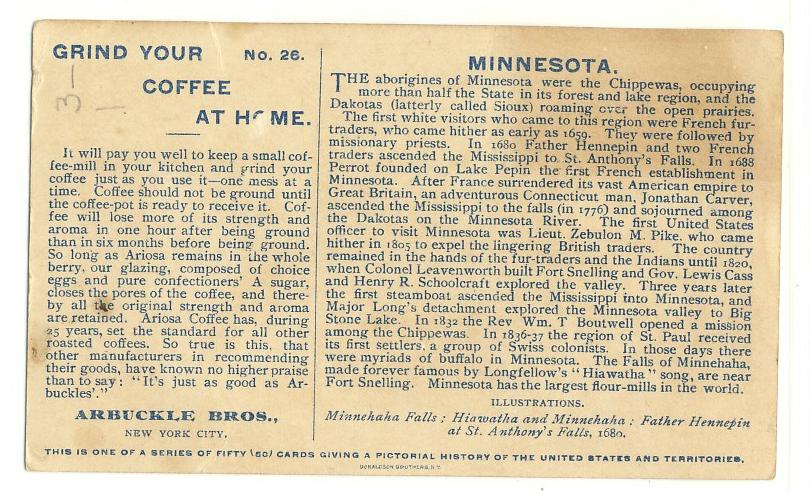 GRIND YOUR No. 26.
COFFEE
AT HOME.
3-
It will pay you well to keep a small cof-
fee-mill in your kitchen and grind your
coffee just as you use it—one mess at a
time. Coffee should not be ground until
the coffee-pot is ready to receive it. Cof-
fee will lose more of its strength and
aroma in one hour after being ground
than in six months before being ground.
So long as Ariosa remains in the whole
berry, our glazing, composed of choice
eggs and pure confectioners' A sugar,
closes the pores of the coffee, and there-
by all the original strength and aroma
are retained. Ariosa Coffee has, during
25 years, set the standard for all other
roasted coffees. So true is this, that
other manufacturers in recommending
their goods, have known no higher praise
than to say: "It's just as good as Ar-
buckles'."
ARBUCKLE BROS.,
NEW YORK CITY.
MINNESOTA.
THE aborigines of Minnesota were the Chippewas, occupying
more than half the State in its forest and lake region, and the
Dakotas (latterly called Sioux) roaming over the open prairies.
The first white visitors who came to this region were French fur-
traders, who came hither as early as 1659. They were followed by
missionary priests. In 1680 Father Hennepin and two French
traders ascended the Mississippi to St. Anthony's Falls. In 1688
Perrot founded on Lake Pepin the first French establishment in
Minnesota. After France surrendered its vast American empire to
Great Britain, an adventurous Connecticut man, Jonathan Carver,
ascended the Mississippi to the falls (in 1776) and sojourned among
the Dakotas on the Minnesota River. The first United States
officer to visit Minnesota was Lieut. Zebulon M. Pike, who came
hither in 1805 to expel the lingering British traders. The country
remained in the hands of the fur-traders and the Indians until 1820,
when Colonel Leavenworth built Fort Snelling and Gov. Lewis Cass
and Henry R. Schoolcraft explored the valley. Three years later
the first steamboat ascended the Mississippi into Minnesota, and
Major Long's detachment explored the Minnesota valley to Big
Stone Lake. In 1832 the Rev Wm. T Boutwell opened a mission
among the Chippewas. In 1836-37 the region of St. Paul received
its first settlers, a group of Swiss colonists. In those days there
were myriads of buffalo in Minnesota. The Falls of Minnehaha,
made forever famous by Longfellow's "Hiawatha" song, are near
Fort Snelling. Minnesota has the largest flour-mills in the world.
ILLUSTRATIONS.
Minnehaha Falls; Hiawatha and Minnehaha; Father Hennepin
at St. Anthony's Falls, 1680.
THIS IS ONE OF A SERIES OF FIFTY (50) CARDS GIVING A PICTORIAL HISTORY OF THE UNITED STATES AND TERRITORIES.
DONALDSON BROTHERS, N.Y.